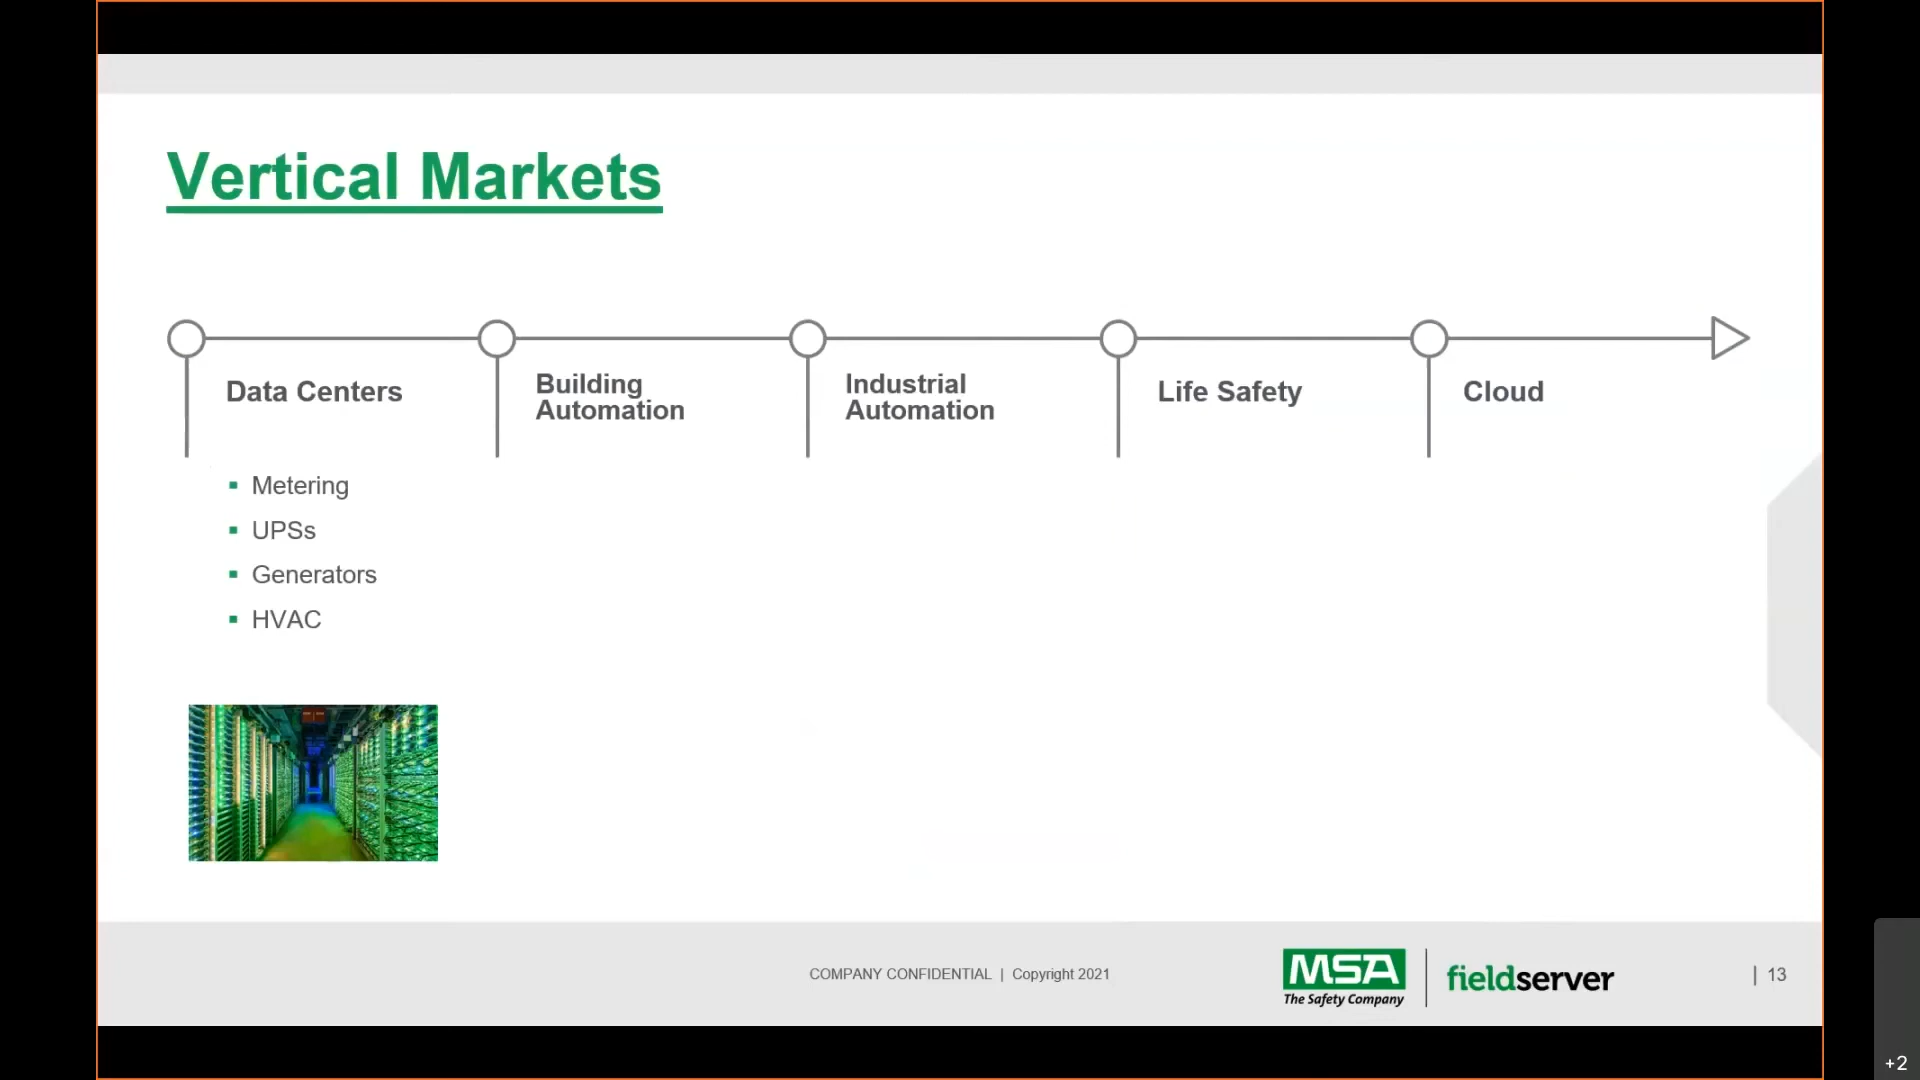 Vertical Markets
Data Centers
Building
Automation
Industrial
Automation
Life Safety
Cloud
Metering
UPSs
Generators
HVAC
COMPANY CONFIDENTIAL | Copyright 2021
MSA
The Safety Company
fieldserver
| 13
+2